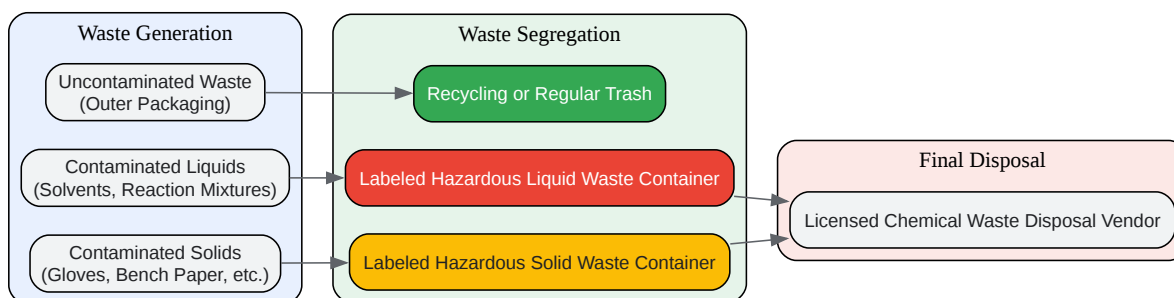 Waste Generation
Uncontaminated Waste
(Outer Packaging)
Contaminated Liquids
(Solvents, Reaction Mixtures)
Contaminated Solids
(Gloves, Bench Paper, etc.)
Waste Segregation
Recycling or Regular Trash
Labeled Hazardous Liquid Waste Container
Labeled Hazardous Solid Waste Container
Final Disposal
Licensed Chemical Waste Disposal Vendor